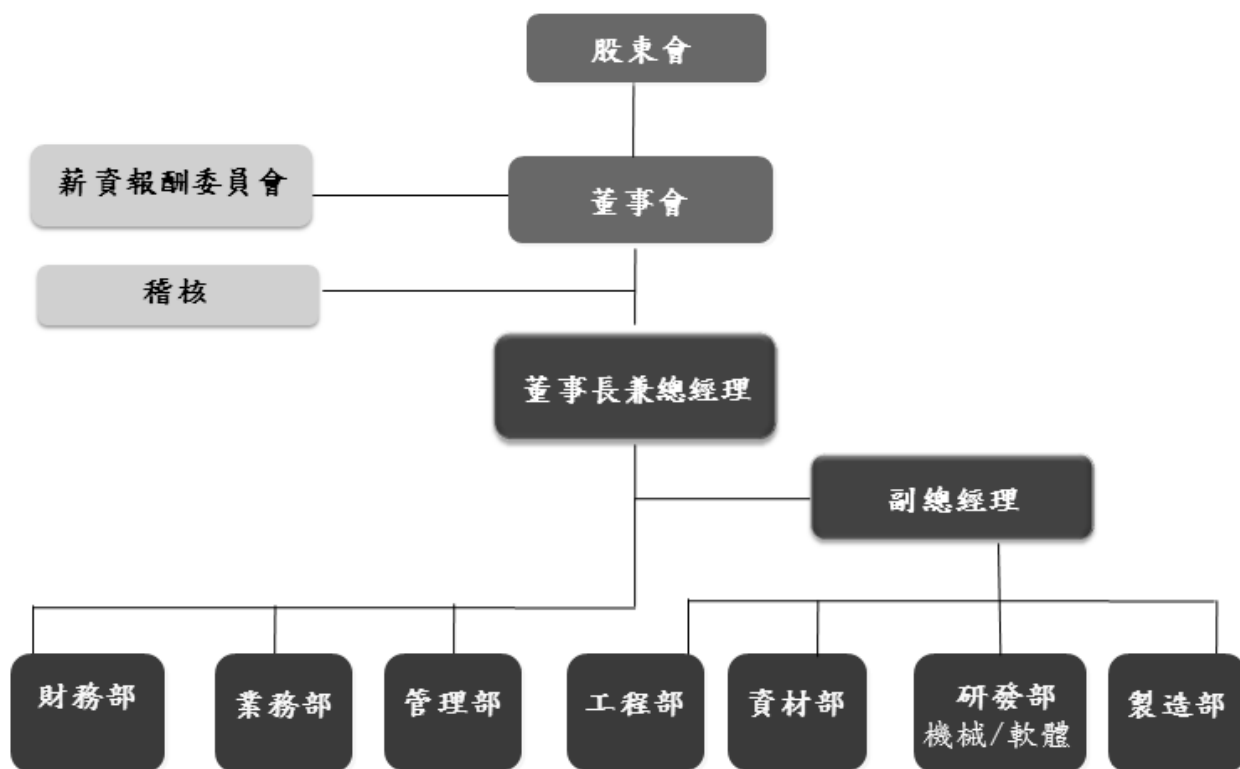 股東會
薪資報酬委員會
董事會
稽核
董事長兼總經理
副總經理
財務部
業務部
管理部
工程部
資材部
研發部
機械/軟體
製造部